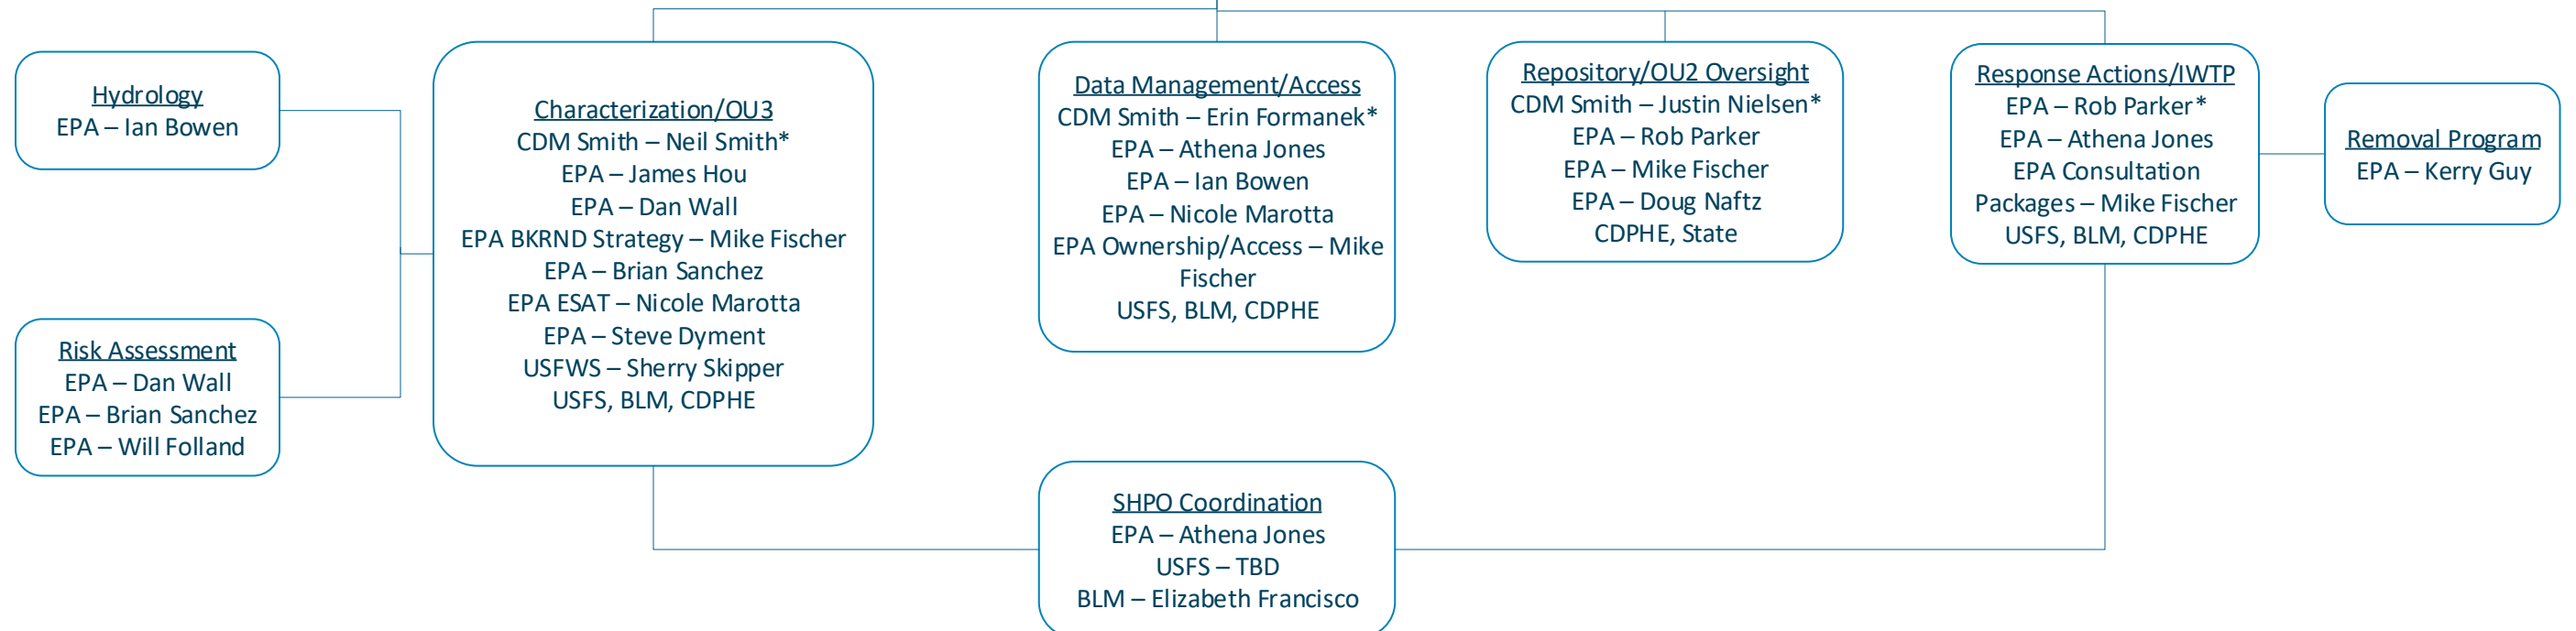 Hydrology
EPA – Ian Bowen
Risk Assessment
EPA – Dan Wall
EPA – Brian Sanchez
EPA – Will Folland
Characterization/OU3
CDM Smith – Neil Smith*
EPA – James Hou
EPA – Dan Wall
EPA BKRND Strategy – Mike Fischer
EPA – Brian Sanchez
EPA ESAT – Nicole Marotta
EPA – Steve Dyment
USFWS – Sherry Skipper
USFS, BLM, CDPHE
Data Management/Access
CDM Smith – Erin Formanek*
EPA – Athena Jones
EPA – Ian Bowen
EPA – Nicole Marotta
EPA Ownership/Access – Mike
Fischer
USFS, BLM, CDPHE
Repository/OU2 Oversight
CDM Smith – Justin Nielsen*
EPA – Rob Parker
EPA – Mike Fischer
EPA – Doug Naftz
CDPHE, State
Response Actions/IWTP
EPA – Rob Parker*
EPA – Athena Jones
EPA Consultation
Packages – Mike Fischer
USFS, BLM, CDPHE
Removal Program
EPA – Kerry Guy
SHPO Coordination
EPA – Athena Jones
USFS – TBD
BLM – Elizabeth Francisco